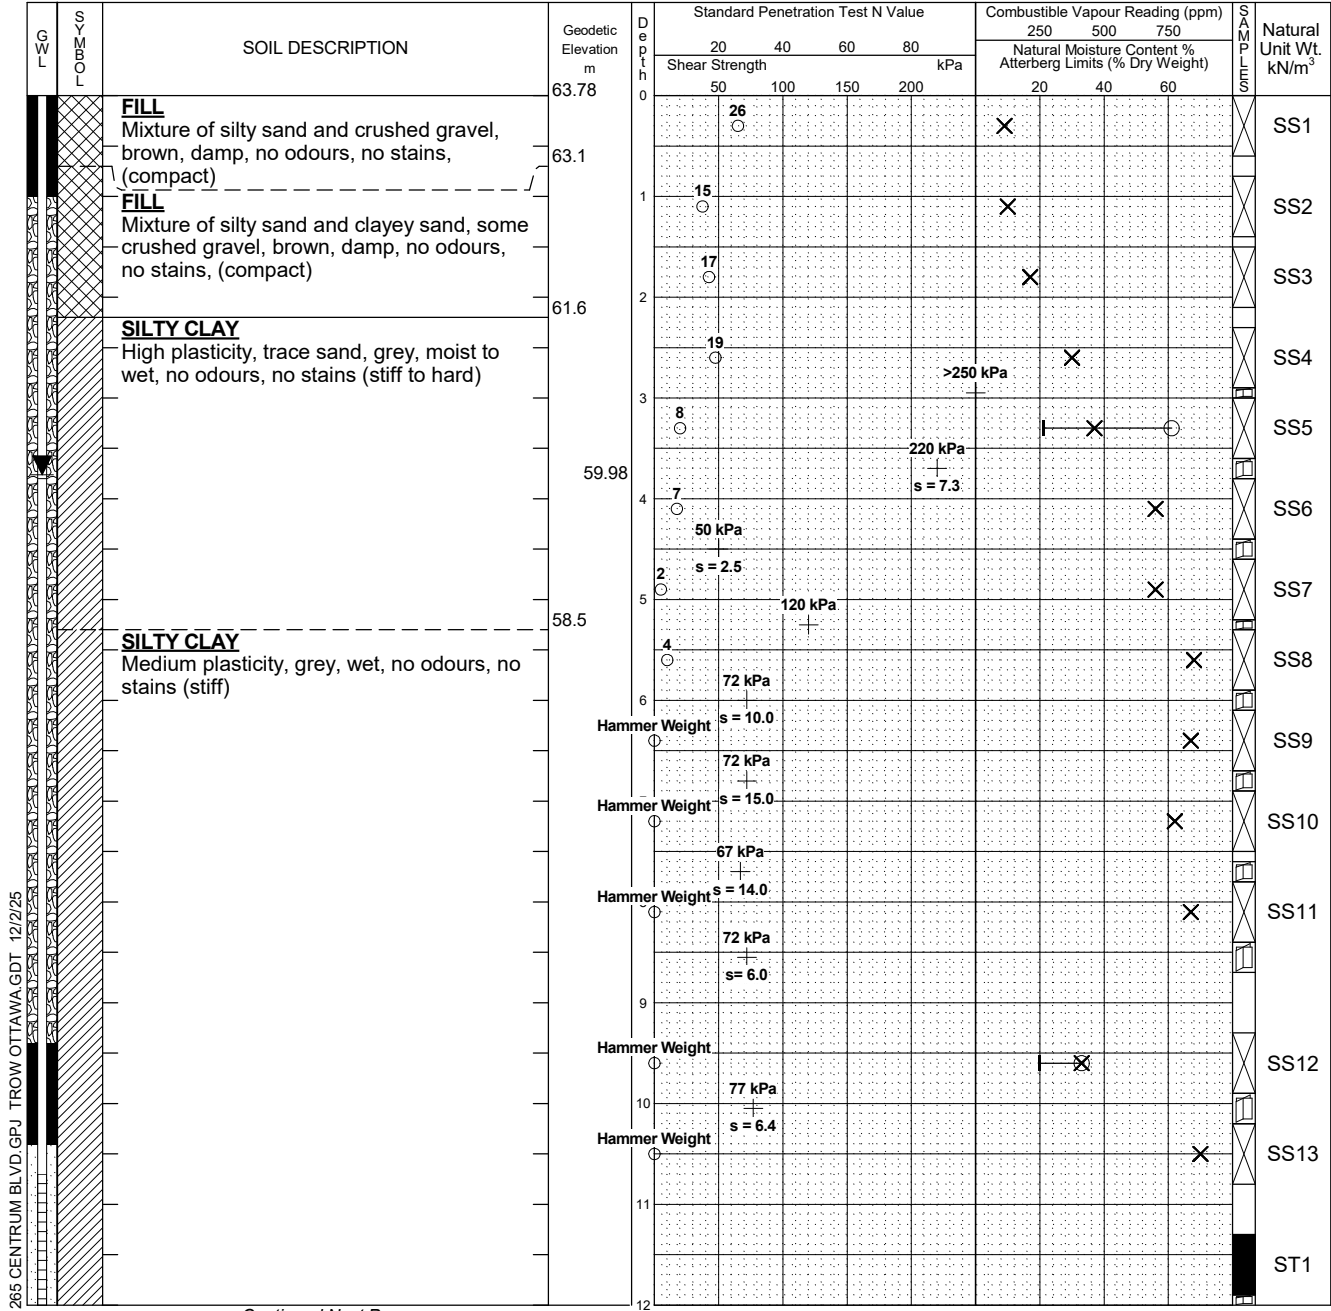 GWL
SYMBOL
SOIL DESCRIPTION
Geodetic
Elevation
m
63.78
Depth
0
Standard Penetration Test N Value
20 40 60 80
Shear Strength kPa
50 100 150 200
Combustible Vapour Reading (ppm)
250 500 750
Natural Moisture Content %
Atterberg Limits (% Dry Weight)
20 40 60
SAMPLES
Natural
Unit Wt.
kN/m³
FILL
Mixture of silty sand and crushed gravel,
brown, damp, no odours, no stains,
(compact)
63.1
26
SS1
FILL
Mixture of silty sand and clayey sand, some
crushed gravel, brown, damp, no odours,
no stains, (compact)
61.6
1
15
SS2
17
SS3
2
SILTY CLAY
High plasticity, trace sand, grey, moist to
wet, no odours, no stains (stiff to hard)
19
SS4
>250 kPa
3
8
SS5
220 kPa
59.98
s = 7.3
7
4
SS6
50 kPa
s = 2.5
2
SS7
5
120 kPa
58.5
SILTY CLAY
Medium plasticity, grey, wet, no odours, no
stains (stiff)
4
SS8
72 kPa
6
s = 10.0
Hammer Weight
SS9
72 kPa
s = 15.0
Hammer Weight
SS10
67 kPa
s = 14.0
Hammer Weight
SS11
72 kPa
s= 6.0
9
Hammer Weight
SS12
77 kPa
10
s = 6.4
Hammer Weight
SS13
11
ST1
12
265 CENTRUM BLVD.GPJ TROW OTTAWA.GDT 12/2/25